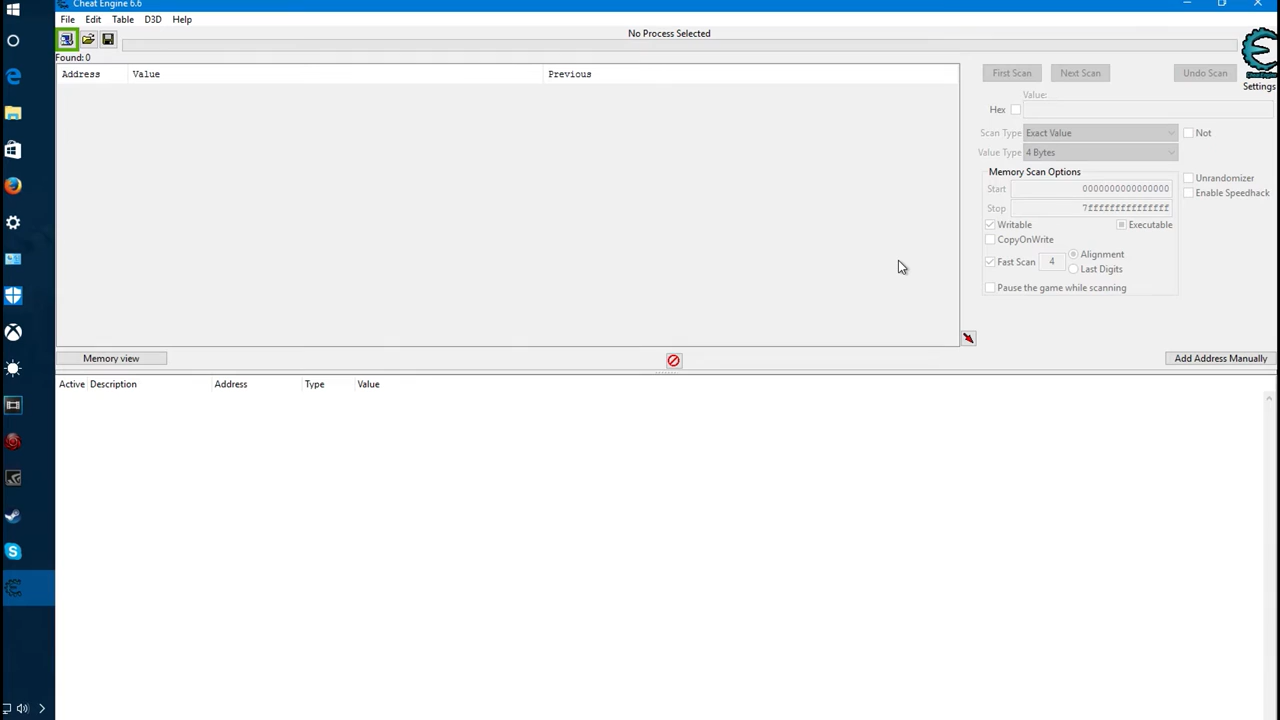 Cheat Engine 6.6
File Edit Table D3D Help
No Process Selected
Found: 0
Address Value Previous
First Scan Next Scan Undo Scan
Cheat Engine
Settings
Value:
Hex
Scan Type Exact Value Not
Value Type 4 Bytes
Memory Scan Options
Unrandomizer
Start 0000000000000000
Enable Speedhack
Stop 7fffffffffffffff
Writable Executable
CopyOnWrite
Fast Scan 4 Alignment
Last Digits
Pause the game while scanning
Memory view Add Address Manually
Active Description Address Type Value